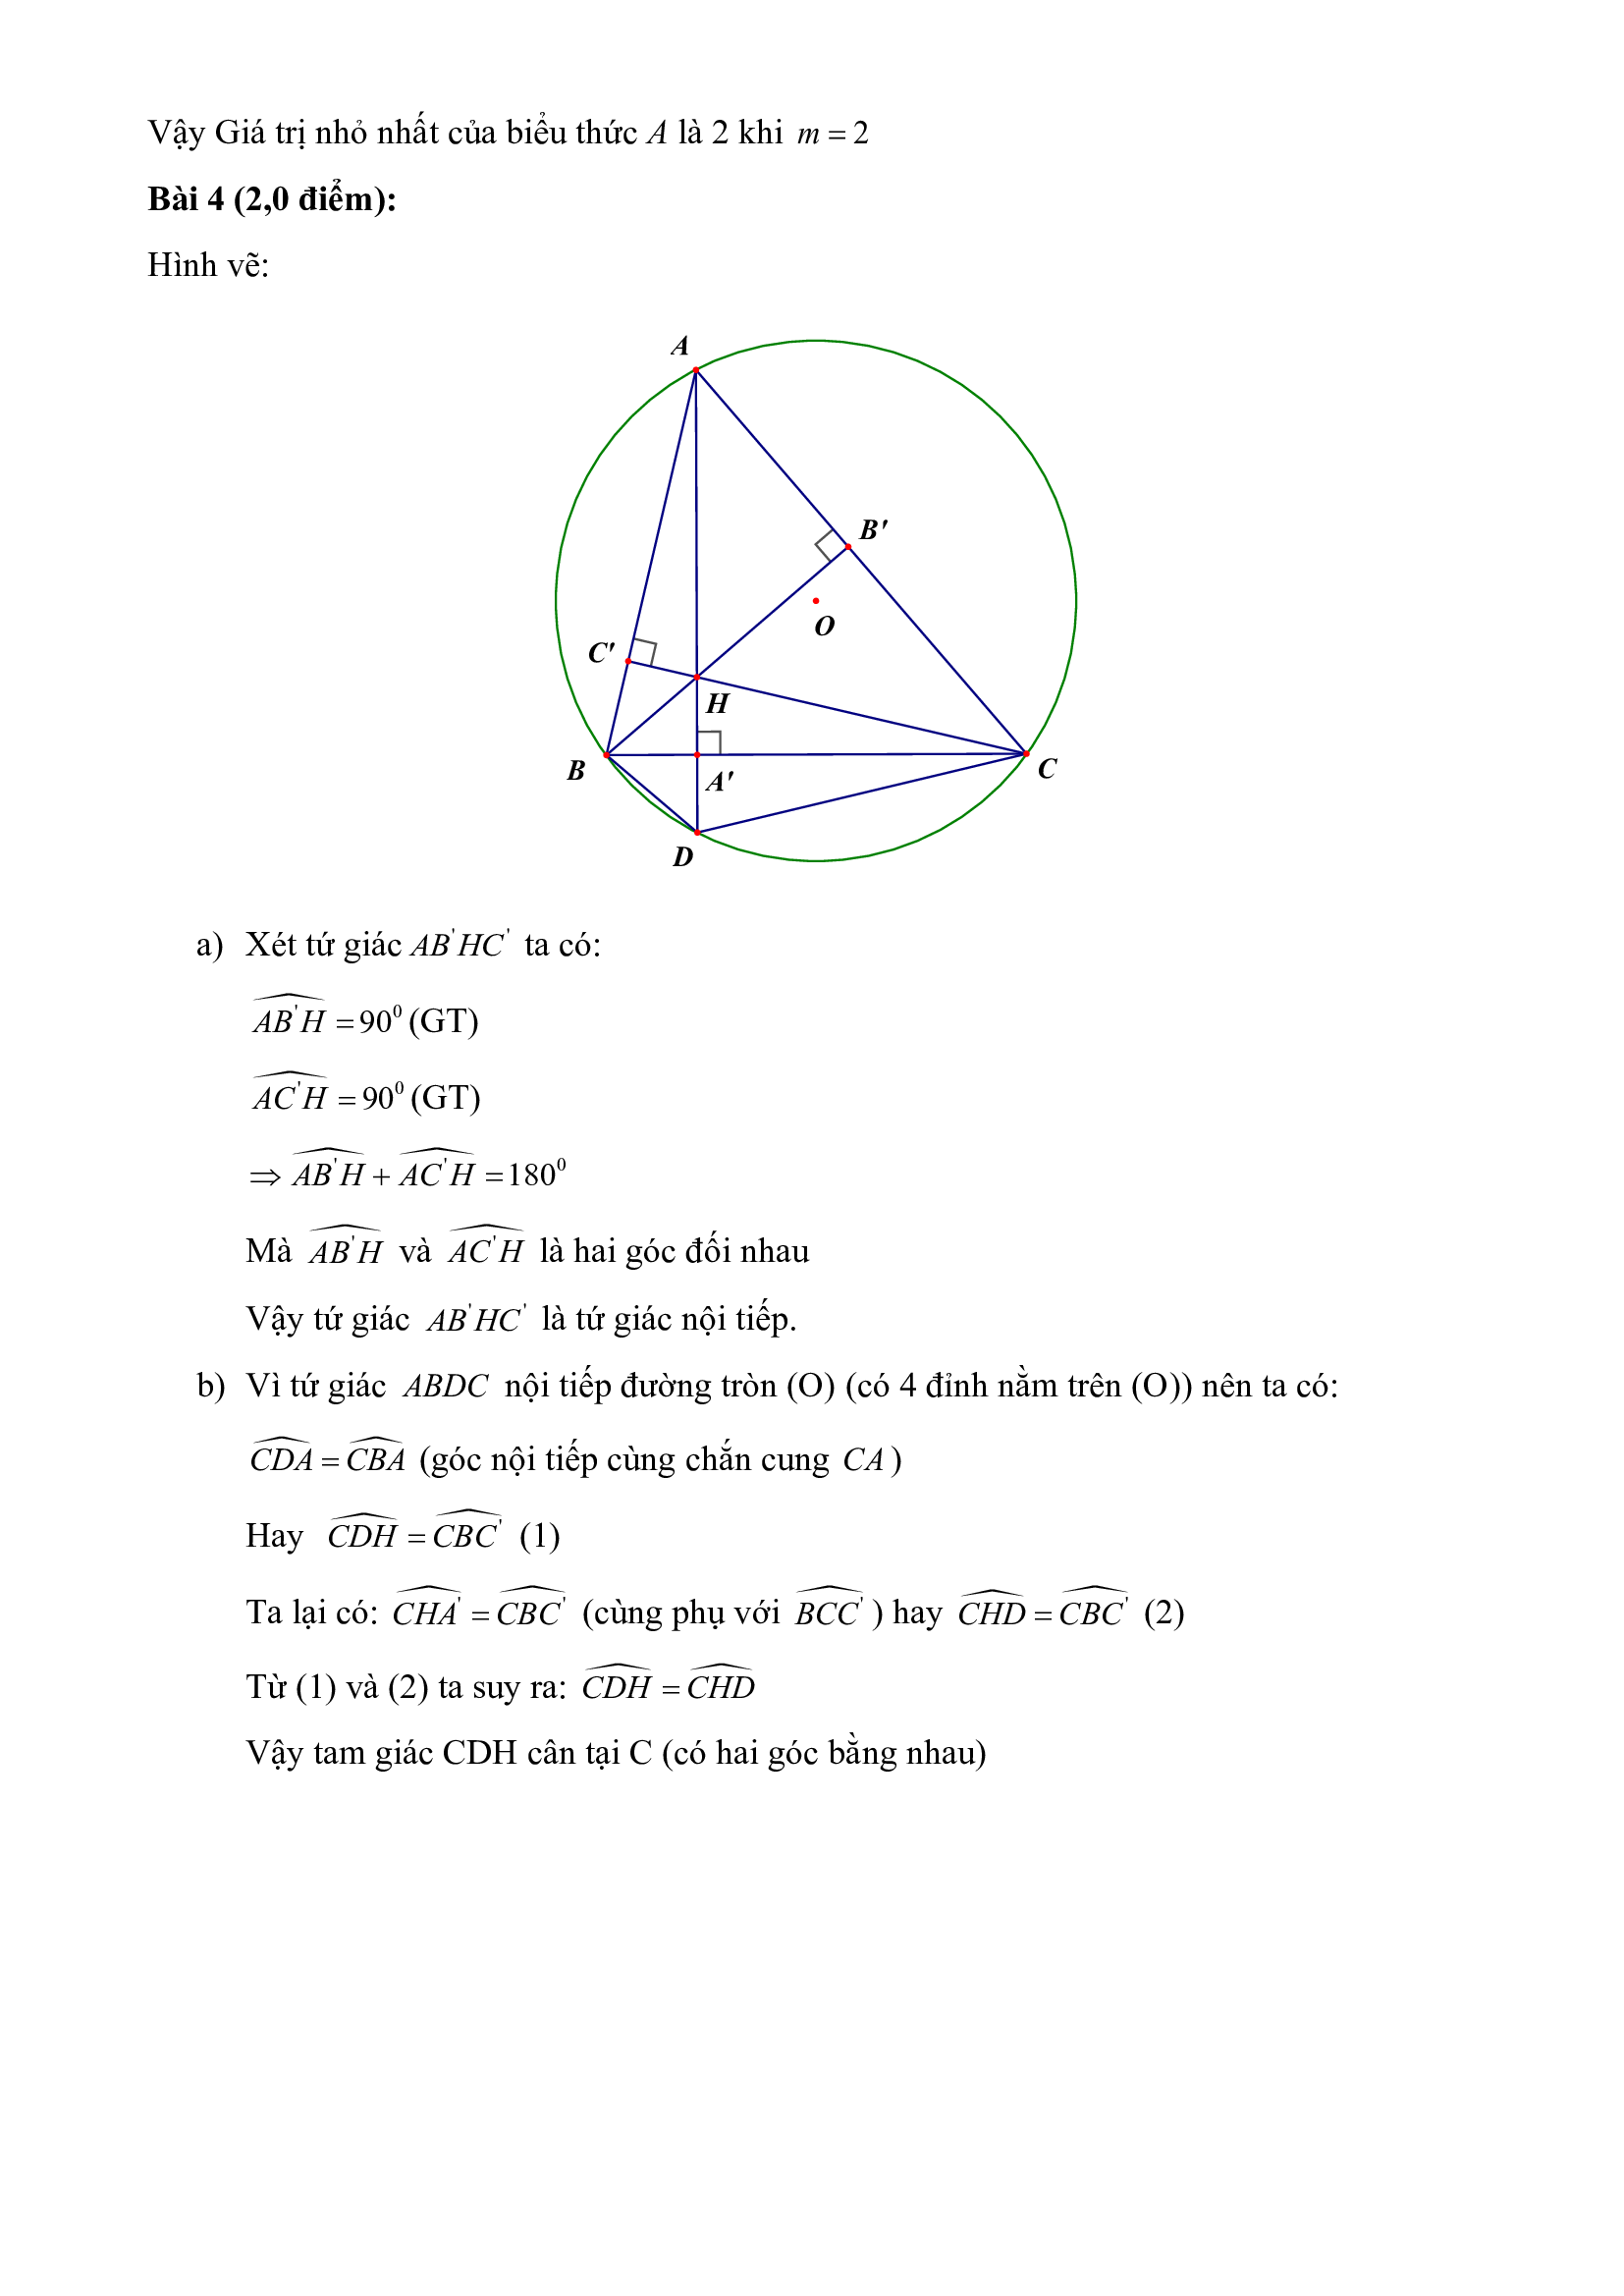 Vậy Giá trị nhỏ nhất của biểu thức A là 2 khi m = 2
Bài 4 (2,0 điểm):
Hình vẽ:
A
B'
O
C'
H
B
A'
C
D
a) Xét tứ giác AB'HC' ta có:
$\widehat{AB'H} = 90^0$ (GT)
$\widehat{AC'H} = 90^0$ (GT)
$\Rightarrow \widehat{AB'H} + \widehat{AC'H} = 180^0$
Mà $\widehat{AB'H}$ và $\widehat{AC'H}$ là hai góc đối nhau
Vậy tứ giác AB'HC' là tứ giác nội tiếp.
b) Vì tứ giác ABDC nội tiếp đường tròn (O) (có 4 đỉnh nằm trên (O)) nên ta có:
$\widehat{CDA} = \widehat{CBA}$ (góc nội tiếp cùng chắn cung CA)
Hay $\widehat{CDH} = \widehat{CBC'}$ (1)
Ta lại có: $\widehat{CHA'} = \widehat{CBC'}$ (cùng phụ với $\widehat{BCC'}$) hay $\widehat{CHD} = \widehat{CBC'}$ (2)
Từ (1) và (2) ta suy ra: $\widehat{CDH} = \widehat{CHD}$
Vậy tam giác CDH cân tại C (có hai góc bằng nhau)